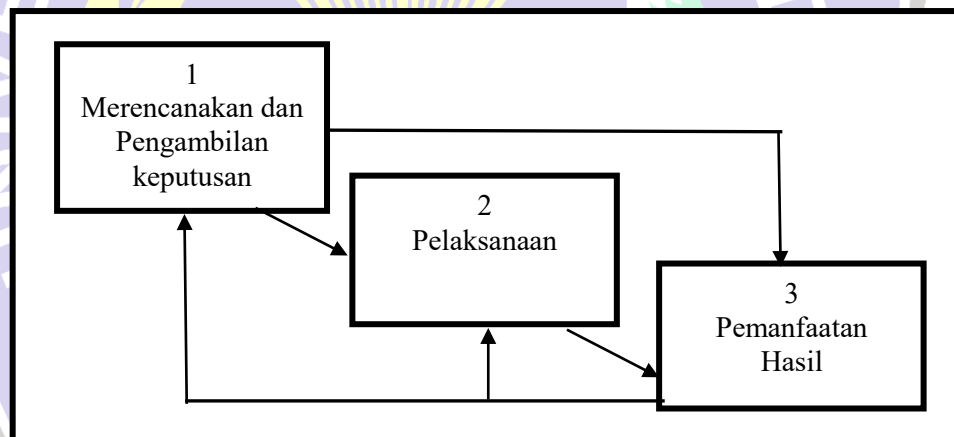 1
Merencanakan dan
Pengambilan
keputusan
2
Pelaksanaan
3
Pemanfaatan
Hasil